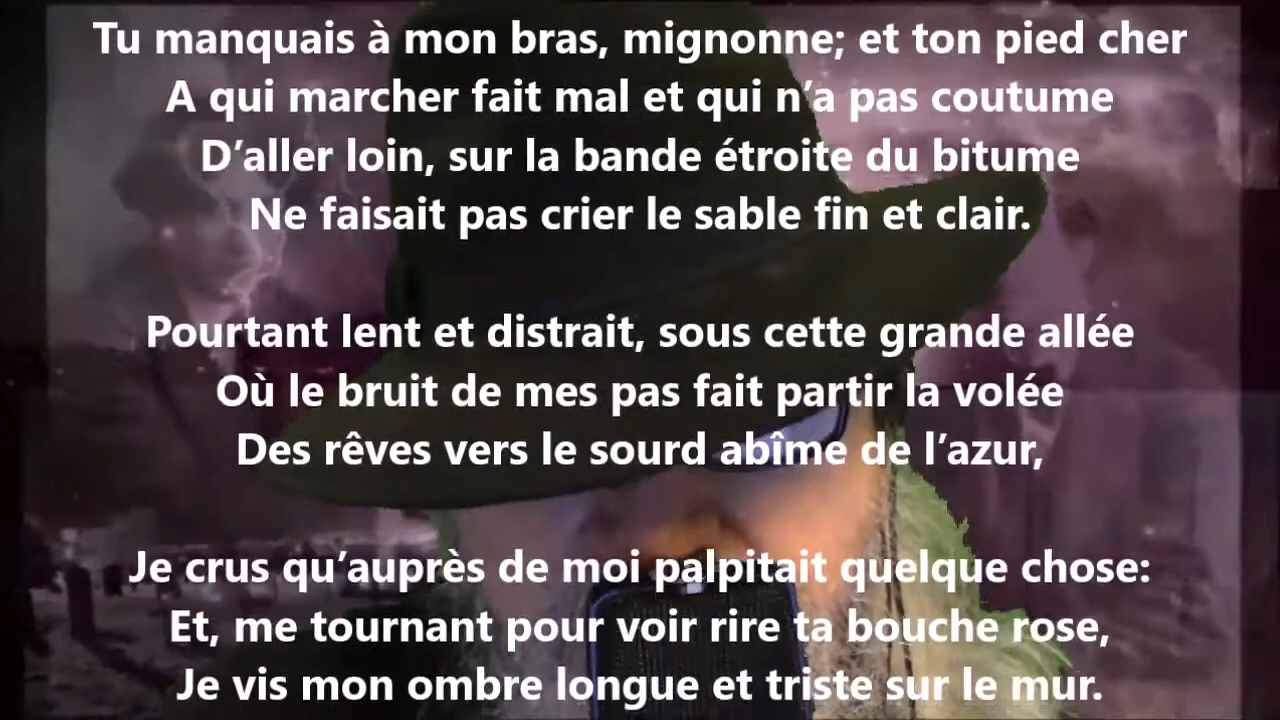 Tu manquais à mon bras, mignonne; et ton pied cher
A qui marcher fait mal et qui n’a pas coutume
D’aller loin, sur la bande étroite du bitume
Ne faisait pas crier le sable fin et clair.
Pourtant lent et distrait, sous cette grande allée
Où le bruit de mes pas fait partir la volée
Des rêves vers le sourd abîme de l’azur,
Je crus qu’auprès de moi palpitait quelque chose:
Et, me tournant pour voir rire ta bouche rose,
Je vis mon ombre longue et triste sur le mur.